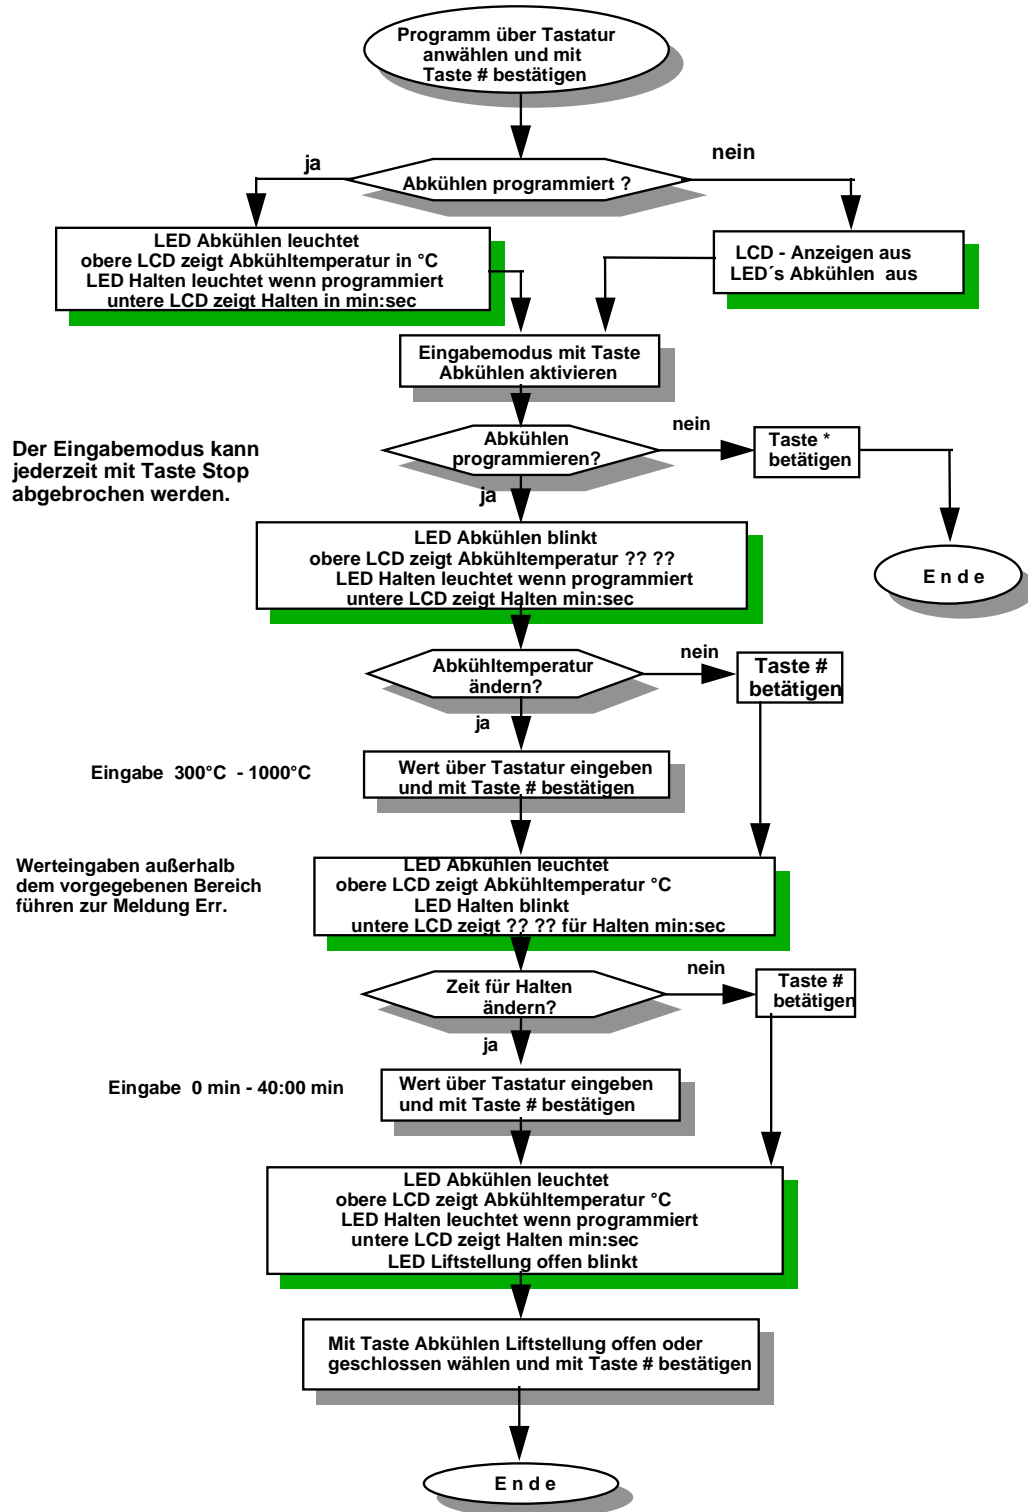 Programm über Tastatur
anwählen und mit
Taste # bestätigen
ja
nein
Abkühlen programmiert ?
LED Abkühlen leuchtet
obere LCD zeigt Abkühltemperatur in °C
LED Halten leuchtet wenn programmiert
untere LCD zeigt Halten in min:sec
LCD - Anzeigen aus
LED´s Abkühlen aus
Eingabemodus mit Taste
Abkühlen aktivieren
Der Eingabemodus kann
jederzeit mit Taste Stop
abgebrochen werden.
Abkühlen
programmieren?
nein
Taste *
betätigen
ja
E n d e
LED Abkühlen blinkt
obere LCD zeigt Abkühltemperatur ?? ??
LED Halten leuchtet wenn programmiert
untere LCD zeigt Halten min:sec
Abkühltemperatur
ändern?
nein
Taste #
betätigen
ja
Eingabe 300°C - 1000°C
Wert über Tastatur eingeben
und mit Taste # bestätigen
Werteingaben außerhalb
dem vorgegebenen Bereich
führen zur Meldung Err.
LED Abkühlen leuchtet
obere LCD zeigt Abkühltemperatur °C
LED Halten blinkt
untere LCD zeigt ?? ?? für Halten min:sec
Zeit für Halten
ändern?
nein
Taste #
betätigen
ja
Eingabe 0 min - 40:00 min
Wert über Tastatur eingeben
und mit Taste # bestätigen
LED Abkühlen leuchtet
obere LCD zeigt Abkühltemperatur °C
LED Halten leuchtet wenn programmiert
untere LCD zeigt Halten min:sec
LED Liftstellung offen blinkt
Mit Taste Abkühlen Liftstellung offen oder
geschlossen wählen und mit Taste # bestätigen
E n d e